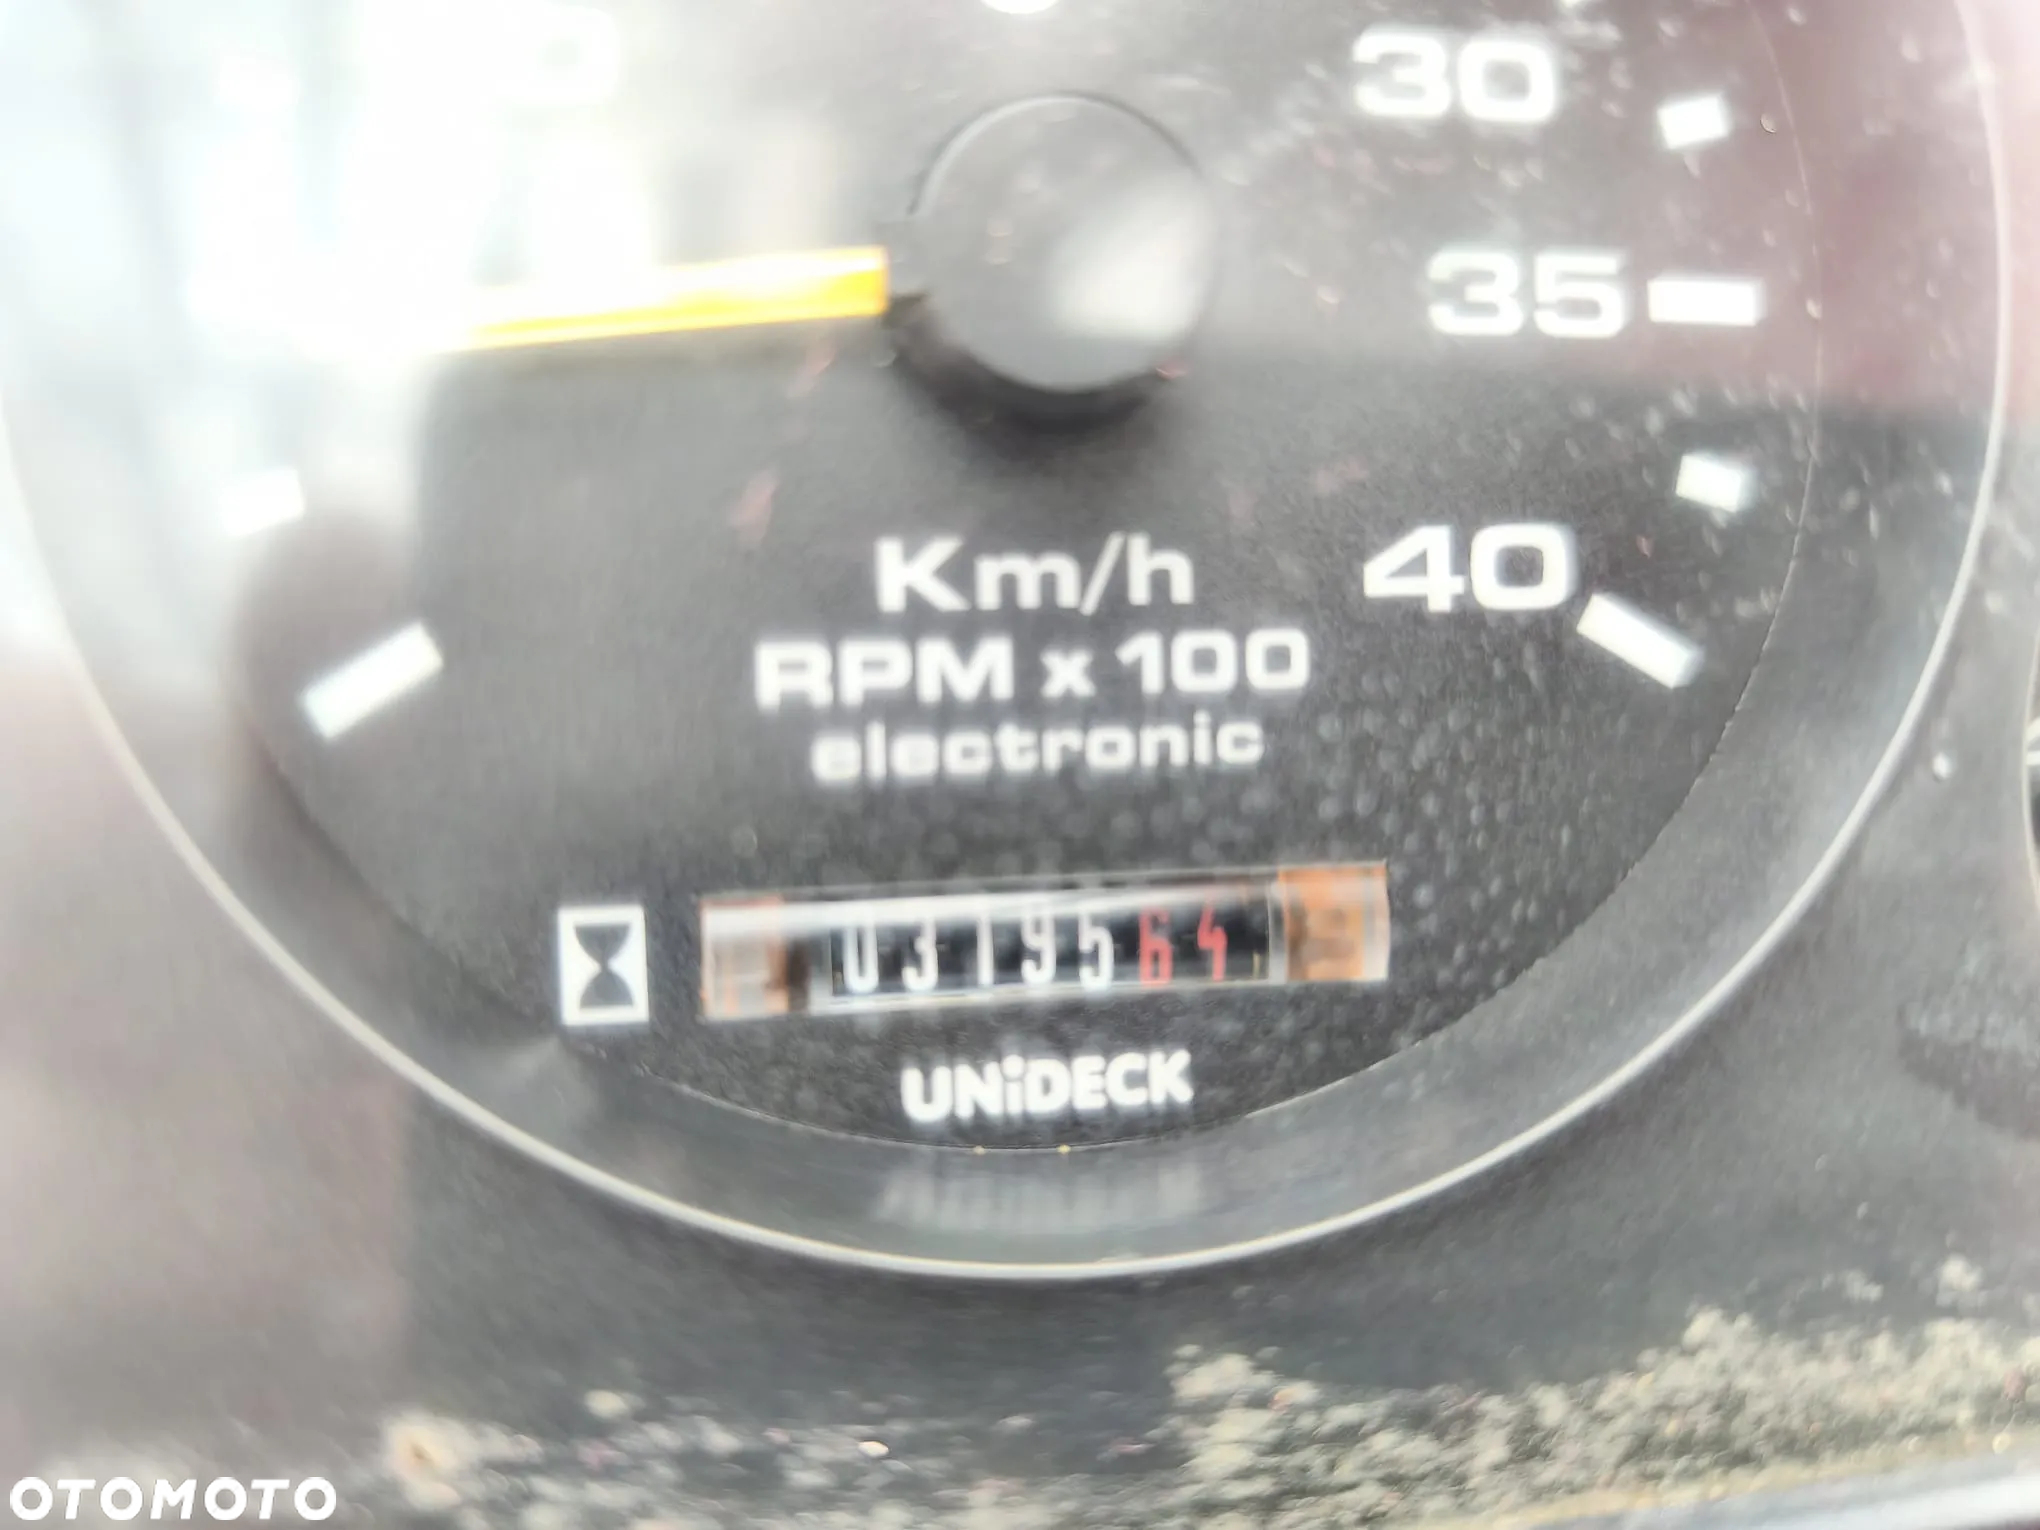 30
35
40
Km/h
RPM x 100
electronic
0319564
UNiDECK
OTOMOTO